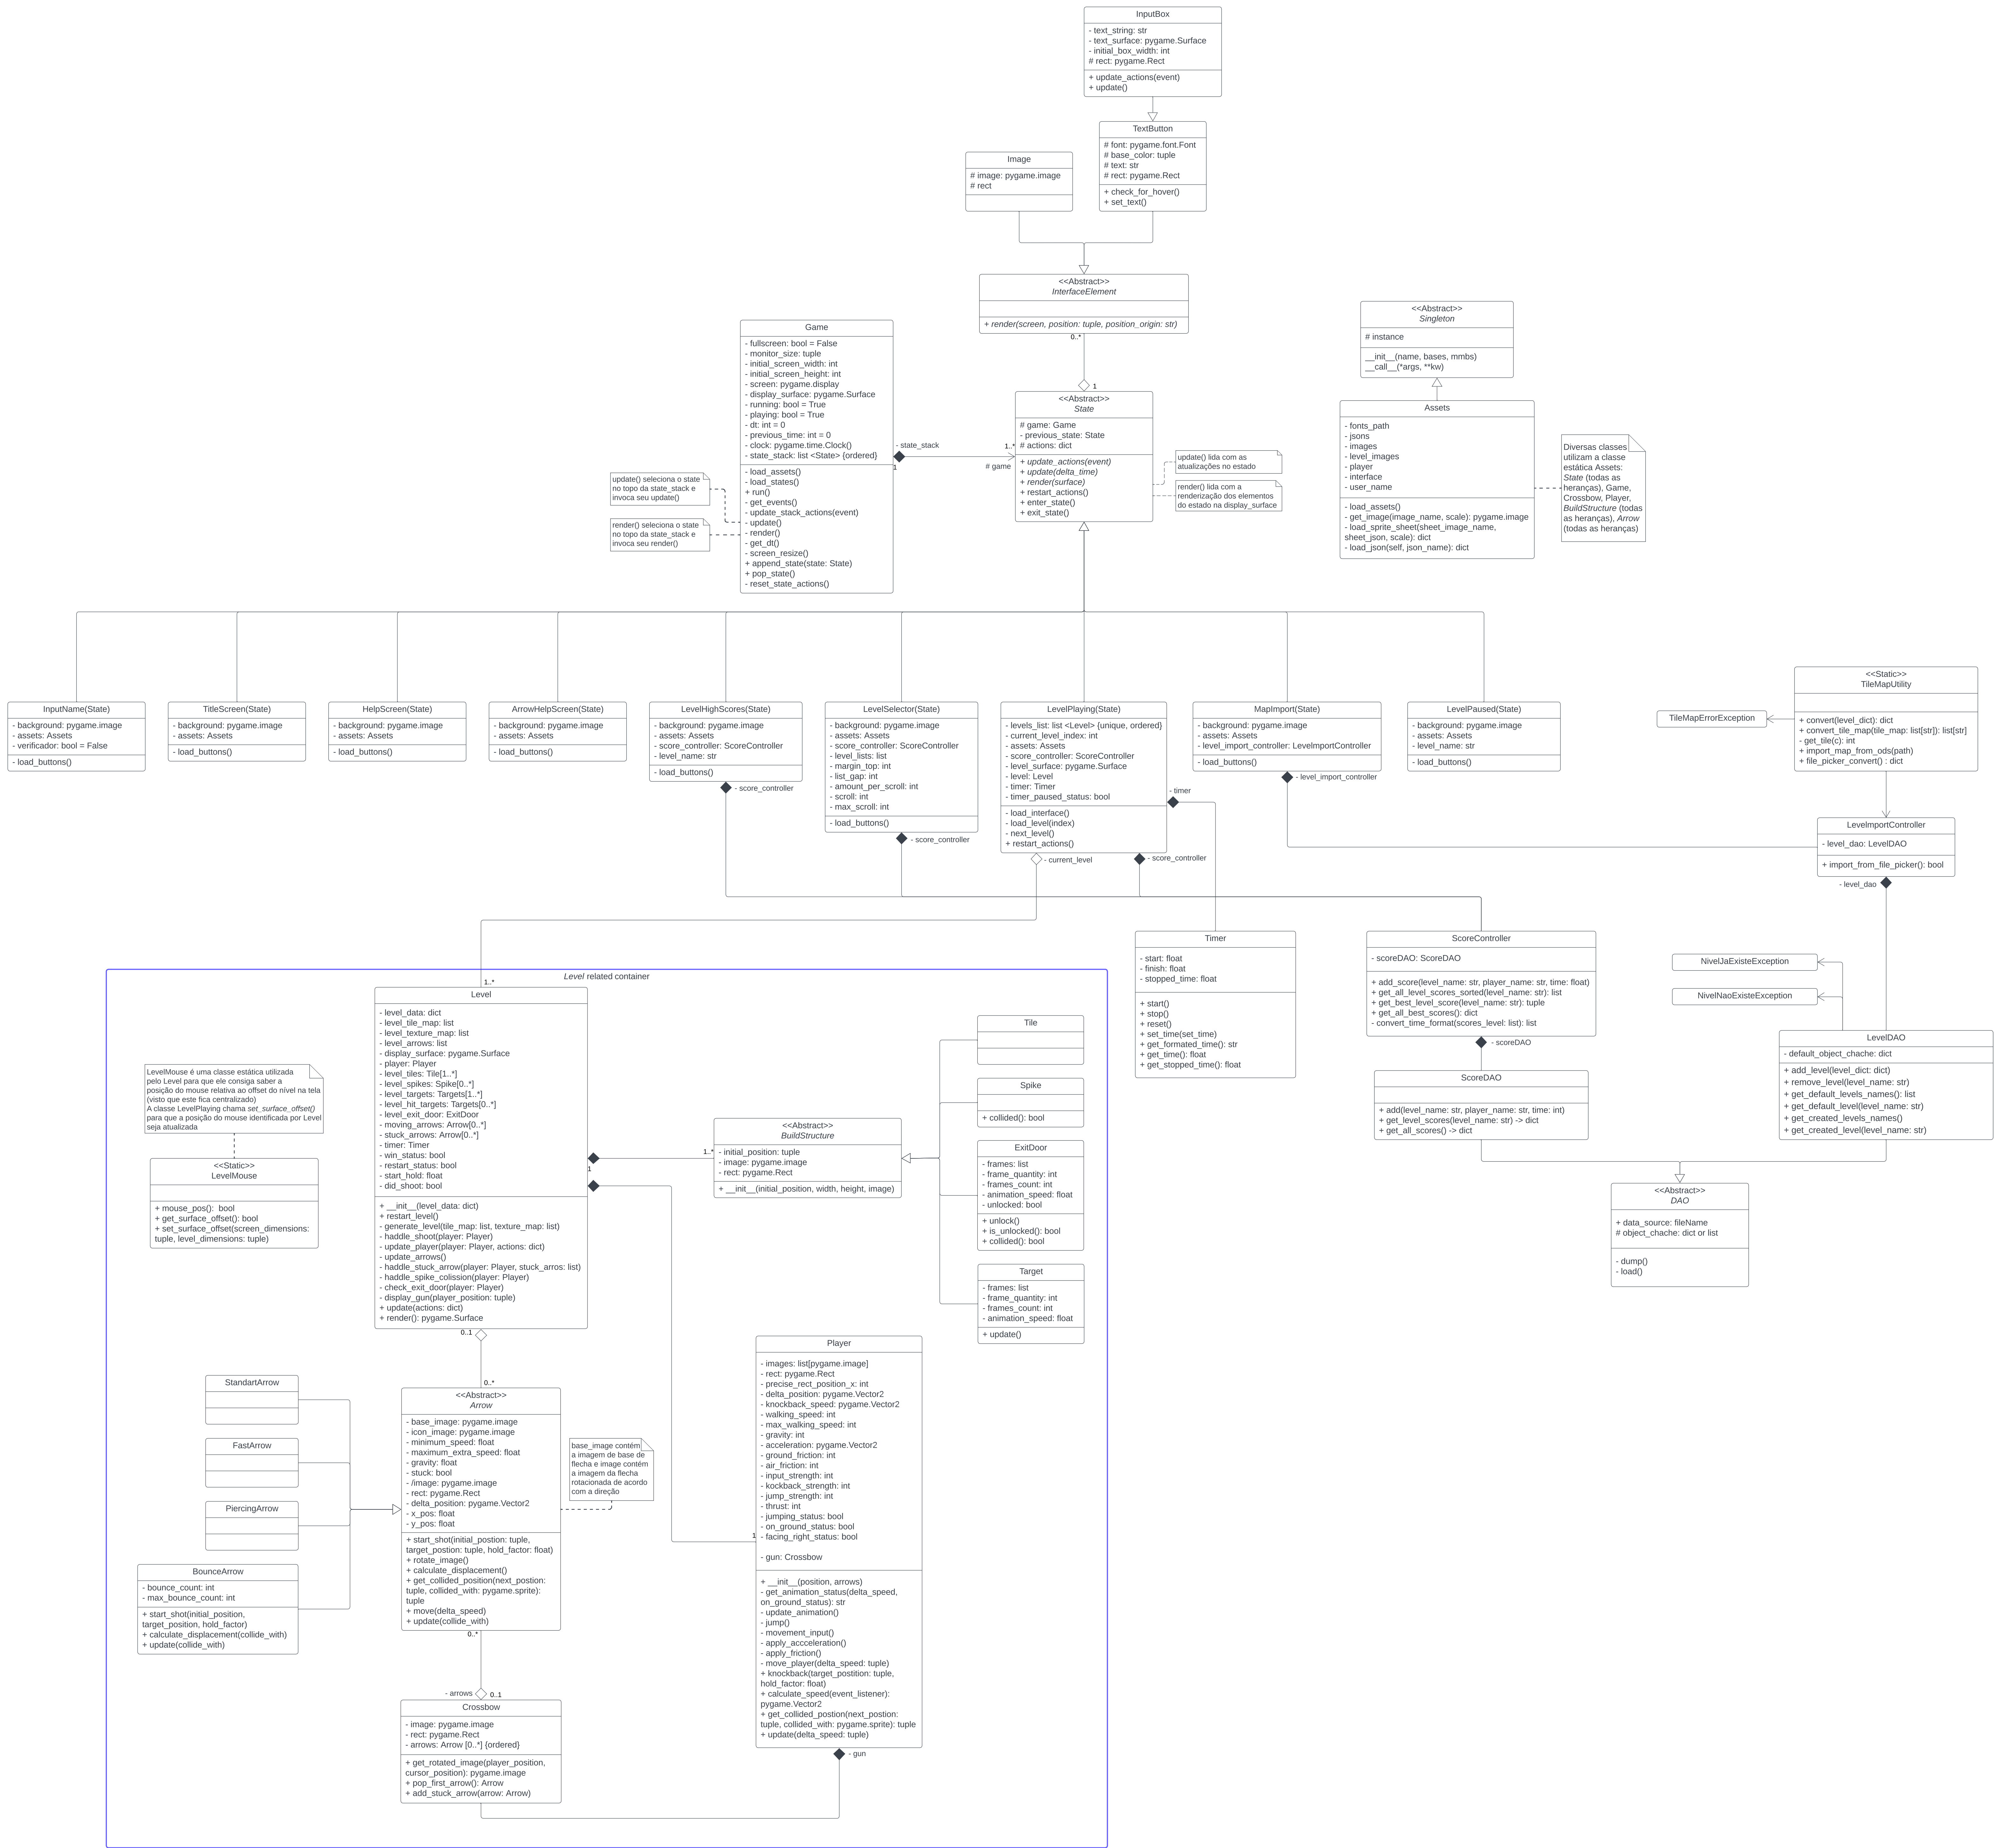 InputBox
- text_string: str
- text_surface: pygame.Surface
- initial_box_width: int
# rect: pygame.Rect
+ update_actions(event)
+ update()
TextButton
# font: pygame.font.Font
# base_color: tuple
# text: str
# rect: pygame.Rect
+ check_for_hover()
+ set_text()
Image
# image: pygame.image
# rect
<<Abstract>>
InterfaceElement
+ render(screen, position: tuple, position_origin: str)
0..*
1
Game
- fullscreen: bool = False
- monitor_size: tuple
- initial_screen_width: int
- initial_screen_height: int
- screen: pygame.display
- display_surface: pygame.Surface
- running: bool = True
- playing: bool = True
- dt: int = 0
- previous_time: int = 0
- clock: pygame.time.Clock()
- state_stack: list <State> {ordered}
- load_assets()
- load_states()
+ run()
- get_events()
- update_stack_actions(event)
- update()
- render()
- get_dt()
- screen_resize()
+ append_state(state: State)
+ pop_state()
- reset_state_actions()
update() seleciona o state
no topo da state_stack e
invoca seu update()
render() seleciona o state
no topo da state_stack e
invoca seu render()
- state_stack
1
1..*
# game
<<Abstract>>
State
# game: Game
- previous_state: State
# actions: dict
+ update_actions(event)
+ update(delta_time)
+ render(surface)
+ restart_actions()
+ enter_state()
+ exit_state()
update() lida com as
atualizações no estado
render() lida com a
renderização dos elementos
do estado na display_surface
<<Abstract>>
Singleton
# instance
__init__(name, bases, mmbs)
__call__(*args, **kw)
Assets
- fonts_path
- jsons
- images
- level_images
- player
- interface
- user_name
- load_assets()
- get_image(image_name, scale): pygame.image
- load_sprite_sheet(sheet_image_name,
sheet_json, scale): dict
- load_json(self, json_name): dict
Diversas classes
utilizam a classe
estática Assets:
State (todas as
heranças), Game,
Crossbow, Player,
BuildStructure (todas
as heranças), Arrow
(todas as heranças)
InputName(State)
- background: pygame.image
- assets: Assets
- verificador: bool = False
- load_buttons()
TitleScreen(State)
- background: pygame.image
- assets: Assets
- load_buttons()
HelpScreen(State)
- background: pygame.image
- assets: Assets
- load_buttons()
ArrowHelpScreen(State)
- background: pygame.image
- assets: Assets
- load_buttons()
LevelHighScores(State)
- background: pygame.image
- assets: Assets
- score_controller: ScoreController
- level_name: str
- load_buttons()
- score_controller
LevelSelector(State)
- background: pygame.image
- assets: Assets
- score_controller: ScoreController
- level_lists: list
- margin_top: int
- list_gap: int
- amount_per_scroll: int
- scroll: int
- max_scroll: int
- load_buttons()
- score_controller
LevelPlaying(State)
- levels_list: list <Level> {unique, ordered}
- current_level_index: int
- assets: Assets
- score_controller: ScoreController
- level_surface: pygame.Surface
- level: Level
- timer: Timer
- timer_paused_status: bool
- load_interface()
- load_level(index)
- next_level()
+ restart_actions()
- timer
- current_level
- score_controller
MapImport(State)
- background: pygame.image
- assets: Assets
- level_import_controller: LeveImportController
- load_buttons()
- level_import_controller
LevelPaused(State)
- background: pygame.image
- assets: Assets
- level_name: str
- load_buttons()
TileMapErrorException
<<Static>>
TileMapUtility
+ convert(level_dict): dict
+ convert_tile_map(tile_map: list[str]): list[str]
- get_tile(c): int
+ import_map_from_ods(path)
+ file_picker_convert() : dict
LeveImportController
- level_dao: LevelDAO
+ import_from_file_picker(): bool
- level_dao
Timer
- start: float
- finish: float
- stopped_time: float
+ start()
+ stop()
+ reset()
+ set_time(set_time)
+ get_formated_time(): str
+ get_time(): float
+ get_stopped_time(): float
ScoreController
- scoreDAO: ScoreDAO
+ add_score(level_name: str, player_name: str, time: float)
+ get_all_level_scores_sorted(level_name: str): list
+ get_best_level_score(level_name: str): tuple
+ get_all_best_scores(): dict
- convert_time_format(scores_level: list): list
- scoreDAO
ScoreDAO
+ add(level_name: str, player_name: str, time: int)
+ get_level_scores(level_name: str) -> dict
+ get_all_scores() -> dict
NivelJaExisteException
NivelNaoExisteException
LevelDAO
- default_object_chache: dict
+ add_level(level_dict: dict)
+ remove_level(level_name: str)
+ get_default_levels_names(): list
+ get_default_level(level_name: str)
+ get_created_levels_names()
+ get_created_level(level_name: str)
<<Abstract>>
DAO
+ data_source: fileName
# object_chache: dict or list
- dump()
- load()
Level related container
1..*
Level
- level_data: dict
- level_tile_map: list
- level_texture_map: list
- level_arrows: list
- display_surface: pygame.Surface
- player: Player
- level_tiles: Tile[1..*]
- level_spikes: Spike[0..*]
- level_targets: Targets[1..*]
- level_hit_targets: Targets[0..*]
- level_exit_door: ExitDoor
- moving_arrows: Arrow[0..*]
- stuck_arrows: Arrow[0..*]
- timer: Timer
- win_status: bool
- restart_status: bool
- start_hold: float
- did_shoot: bool
+ __init__(level_data: dict)
+ restart_level()
- generate_level(tile_map: list, texture_map: list)
- haddle_shoot(player: Player)
- update_player(player: Player, actions: dict)
- update_arrows()
- haddle_stuck_arrow(player: Player, stuck_arros: list)
- haddle_spike_colission(player: Player)
- check_exit_door(player: Player)
- display_gun(player_position: tuple)
+ update(actions: dict)
+ render(): pygame.Surface
LevelMouse é uma classe estática utilizada
pelo Level para que ele consiga saber a
posição do mouse relativa ao offset do nível na tela
(visto que este fica centralizado)
A classe LevelPlaying chama set_surface_offset()
para que a posição do mouse identificada por Level
seja atualizada
<<Static>>
LevelMouse
+ mouse_pos(): bool
+ get_surface_offset(): bool
+ set_surface_offset(screen_dimensions:
tuple, level_dimensions: tuple)
1
1..*
<<Abstract>>
BuildStructure
- initial_position: tuple
- image: pygame.image
- rect: pygame.Rect
+ __init__(initial_position, width, height, image)
Tile
Spike
+ collided(): bool
ExitDoor
- frames: list
- frame_quantity: int
- frames_count: int
- animation_speed: float
- unlocked: bool
+ unlock()
+ is_unlocked(): bool
+ collided(): bool
Target
- frames: list
- frame_quantity: int
- frames_count: int
- animation_speed: float
+ update()
0..1
0..*
StandartArrow
FastArrow
PiercingArrow
BounceArrow
- bounce_count: int
- max_bounce_count: int
+ start_shot(initial_position,
target_position, hold_factor)
+ calculate_displacement(collide_with)
+ update(collide_with)
<<Abstract>>
Arrow
- base_image: pygame.image
- icon_image: pygame.image
- minimum_speed: float
- maximum_extra_speed: float
- gravity: float
- stuck: bool
- /image: pygame.image
- rect: pygame.Rect
- delta_position: pygame.Vector2
- x_pos: float
- y_pos: float
+ start_shot(initial_postion: tuple,
target_postion: tuple, hold_factor: float)
+ rotate_image()
+ calculate_displacement()
+ get_collided_position(next_postion:
tuple, collided_with: pygame.sprite):
tuple
+ move(delta_speed)
+ update(collide_with)
base_image contém
a imagem de base de
flecha e image contém
a imagem da flecha
rotacionada de acordo
com a direção
0..*
- arrows
0..1
Crossbow
- image: pygame.image
- rect: pygame.Rect
- arrows: Arrow [0..*] {ordered}
+ get_rotated_image(player_position,
cursor_position): pygame.image
+ pop_first_arrow(): Arrow
+ add_stuck_arrow(arrow: Arrow)
1
Player
- images: list[pygame.image]
- rect: pygame.Rect
- precise_rect_position_x: int
- delta_position: pygame.Vector2
- knockback_speed: pygame.Vector2
- walking_speed: int
- max_walking_speed: int
- gravity: int
- acceleration: pygame.Vector2
- ground_friction: int
- air_friction: int
- input_strength: int
- kockback_strength: int
- jump_strength: int
- thrust: int
- jumping_status: bool
- on_ground_status: bool
- facing_right_status: bool
- gun: Crossbow
+ __init__(position, arrows)
- get_animation_status(delta_speed,
on_ground_status): str
- update_animation()
- jump()
- movement_input()
- apply_accceleration()
- apply_friction()
- move_player(delta_speed: tuple)
+ knockback(target_postition: tuple,
hold_factor: float)
+ calculate_speed(event_listener):
pygame.Vector2
+ get_collided_postion(next_postion:
tuple, collided_with: pygame.sprite): tuple
+ update(delta_speed: tuple)
- gun